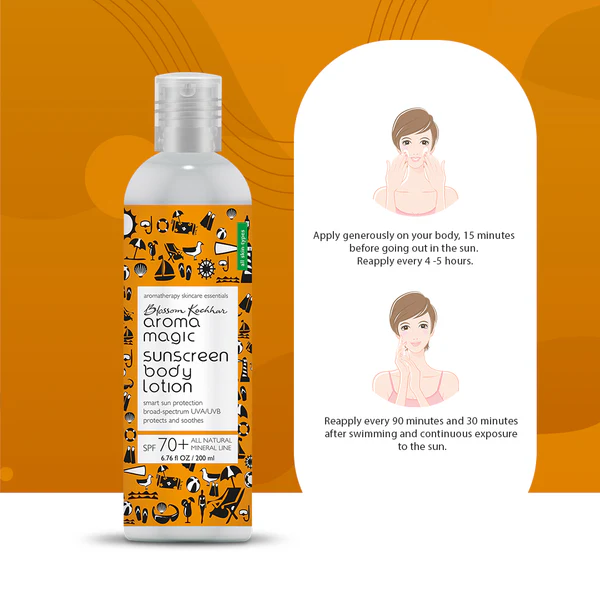 all skin types
aromatherapy skincare essentials
Blossom Kochhar
aroma
magic
sunscreen
body
lotion
smart sun protection
broad-spectrum UVA/UVB
protects and soothes
SPF 70+ ALL NATURAL
MINERAL LINE
6.76 fl OZ / 200 ml
Apply generously on your body, 15 minutes
before going out in the sun.
Reapply every 4 -5 hours.
Reapply every 90 minutes and 30 minutes
after swimming and continuous exposure
to the sun.